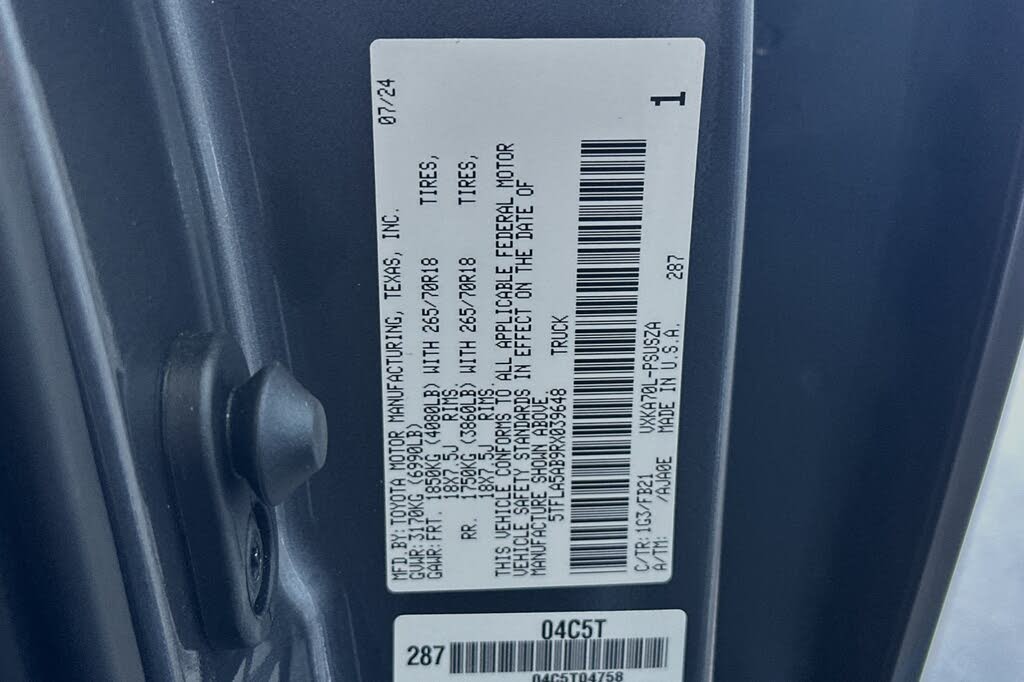 MFD.BY:TOYOTA MOTOR MANUFACTURING, TEXAS, INC. 07/24
GVWR:3170KG (6990LB)
GAWR:FRT. 1850KG (4080LB) WITH 265/70R18 TIRES,
18X7.5J RIMS.
RR. 1750KG (3860LB) WITH 265/70R18 TIRES,
18X7.5J RIMS.
THIS VEHICLE CONFORMS TO ALL APPLICABLE FEDERAL MOTOR
VEHICLE SAFETY STANDARDS IN EFFECT ON THE DATE OF
MANUFACTURE SHOWN ABOVE.
5TFLA5AB9RX039648 TRUCK
C/TR:1G3/FB21 VXKA70L-PSUSZA 287
A/TM: /AJA0E MADE IN U.S.A.
1
04C5T
287
04C5T04758